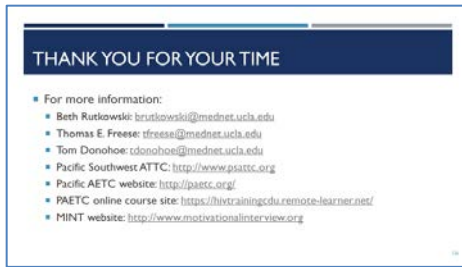 THANK YOU FOR YOUR TIME
For more information:
Beth Rutkowski: brutkowski@mednet.ucla.edu
Thomas E. Freese: tfreese@mednet.ucla.edu
Tom Donohoe: tdonohoe@mednet.ucla.edu
Pacific Southwest ATTC: http://www.psattc.org
Pacific AETC website: http://paetc.org/
PAETC online course site: https://hivtrainingcdu.remote-learner.net/
MINT website: http://www.motivationalinterview.org